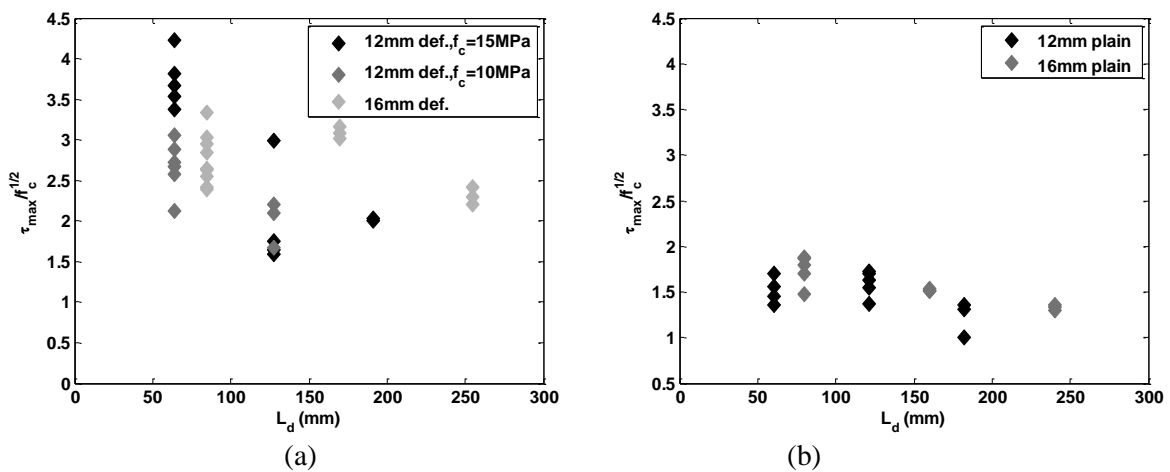 4.5
4
3.5
3
2.5
2
1.5
1
0.5
0
τmax/fc1/2
0 50 100 150 200 250 300
Ld (mm)
12mm def.,fc=15MPa
12mm def.,fc=10MPa
16mm def.
(a)
4.5
4
3.5
3
2.5
2
1.5
1
0.5
τmax/fc1/2
0 50 100 150 200 250 300
Ld (mm)
12mm plain
16mm plain
(b)